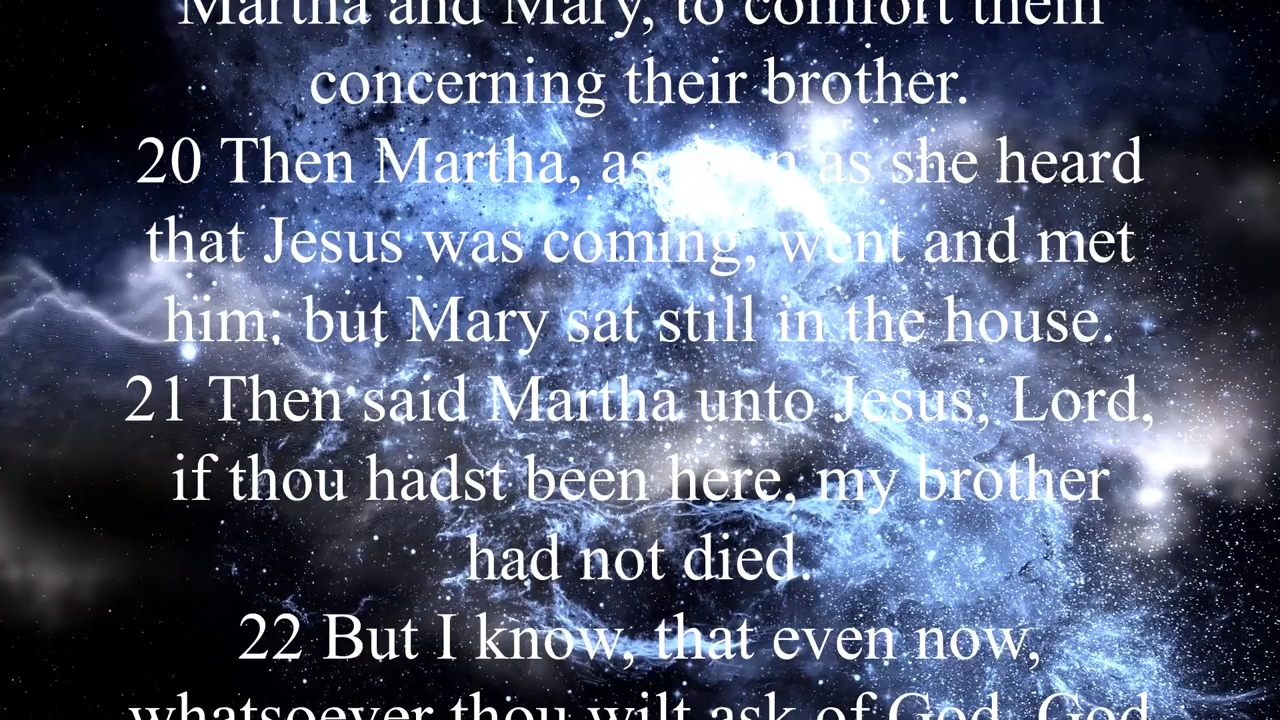 Martha and Mary, to comfort them
concerning their brother.
20 Then Martha, as soon as she heard
that Jesus was coming, went and met
him: but Mary sat still in the house.
21 Then said Martha unto Jesus, Lord,
if thou hadst been here, my brother
had not died.
22 But I know, that even now,
whatsoever thou wilt ask of God, God